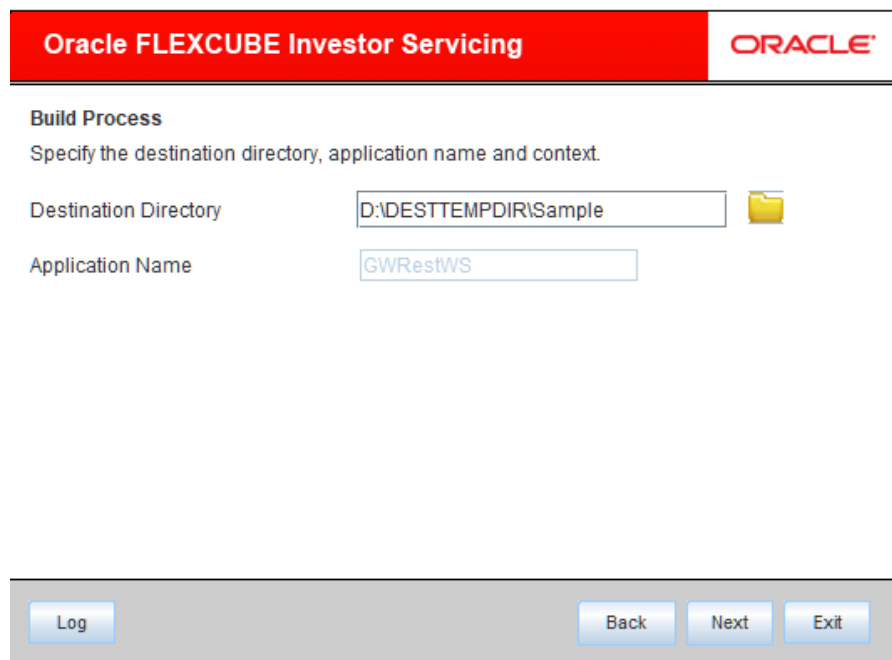 Oracle FLEXCUBE Investor Servicing
ORACLE
Build Process
Specify the destination directory, application name and context.
Destination Directory D:\DESTTEMPDIR\Sample
Application Name GWRestWS
Log Back Next Exit